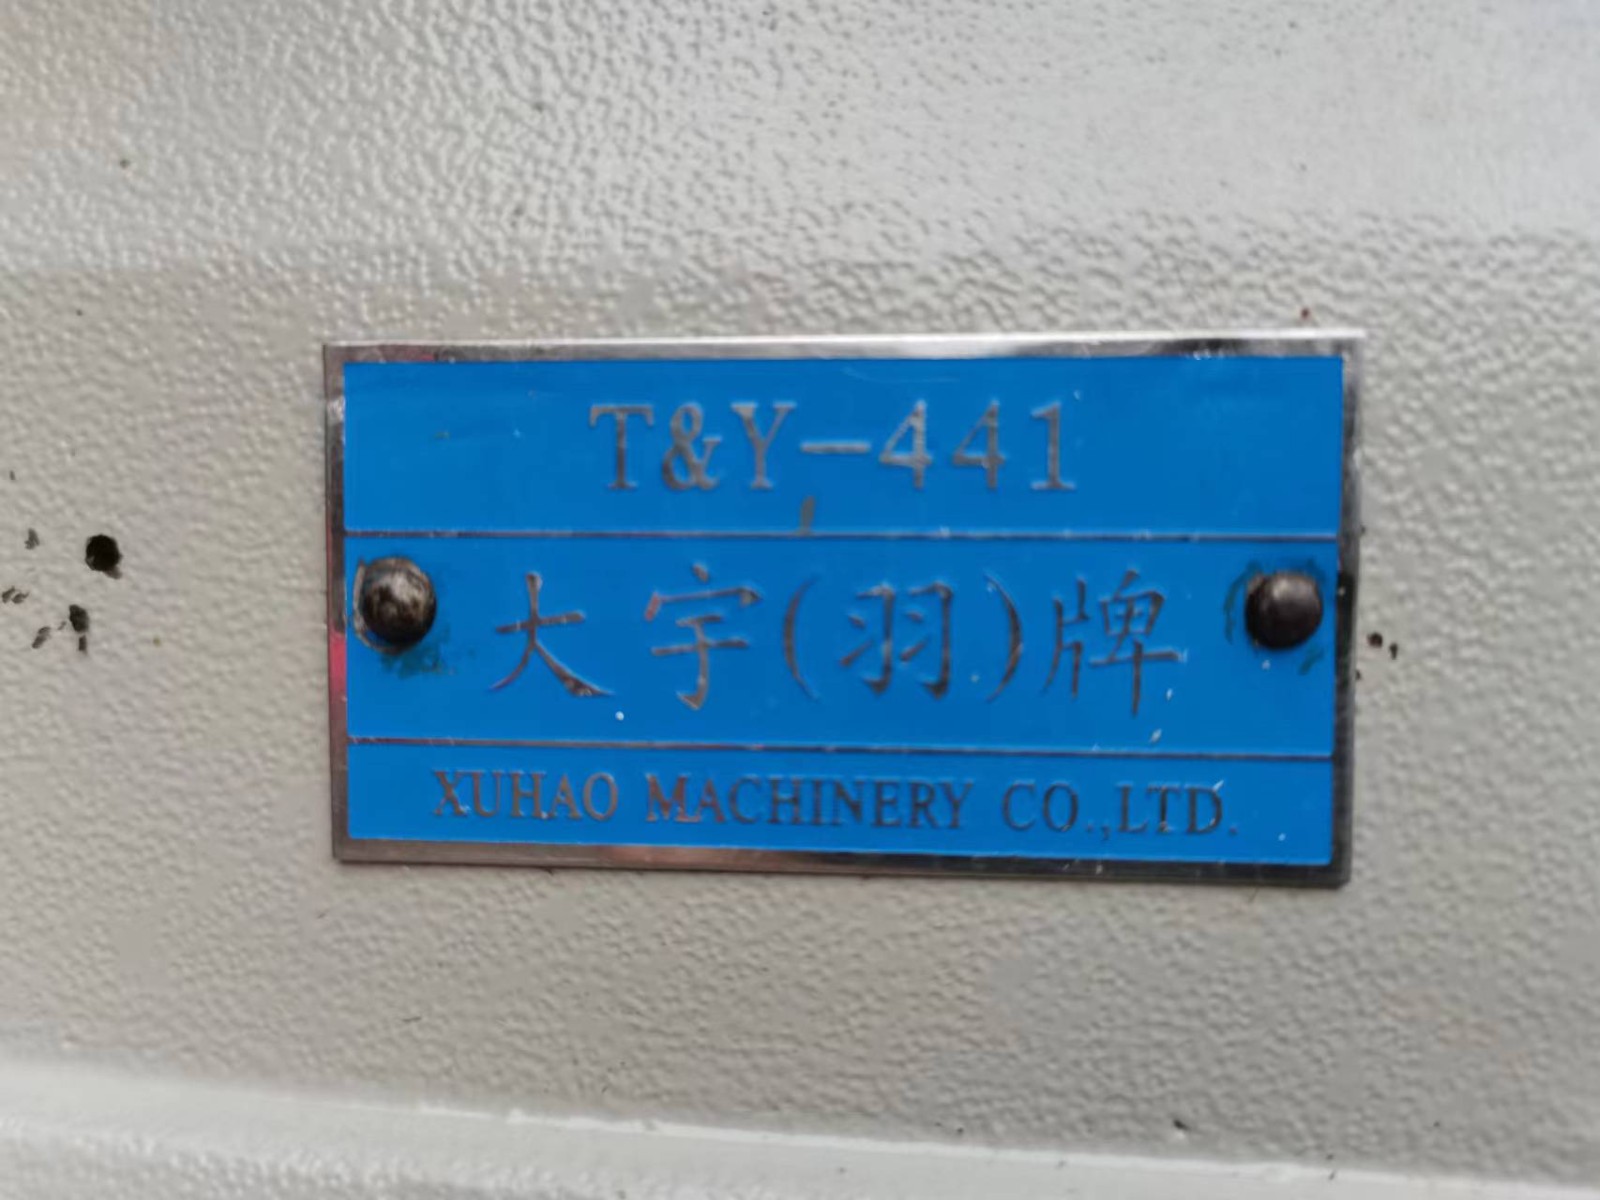 T&Y-441
大宇(羽)牌
XUHAO MACHINERY CO.,LTD.